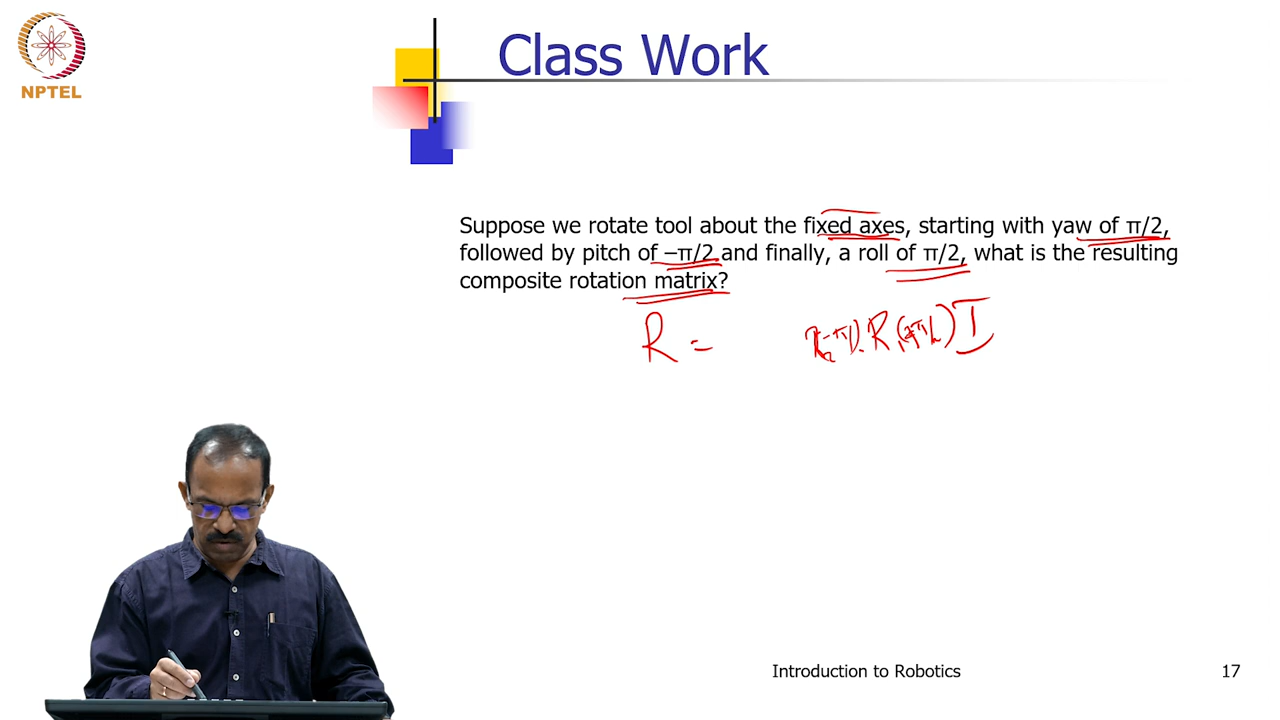 NPTEL
Class Work
Suppose we rotate tool about the fixed axes, starting with yaw of π/2,
followed by pitch of –π/2 and finally, a roll of π/2, what is the resulting
composite rotation matrix?
R = R I
Introduction to Robotics 17